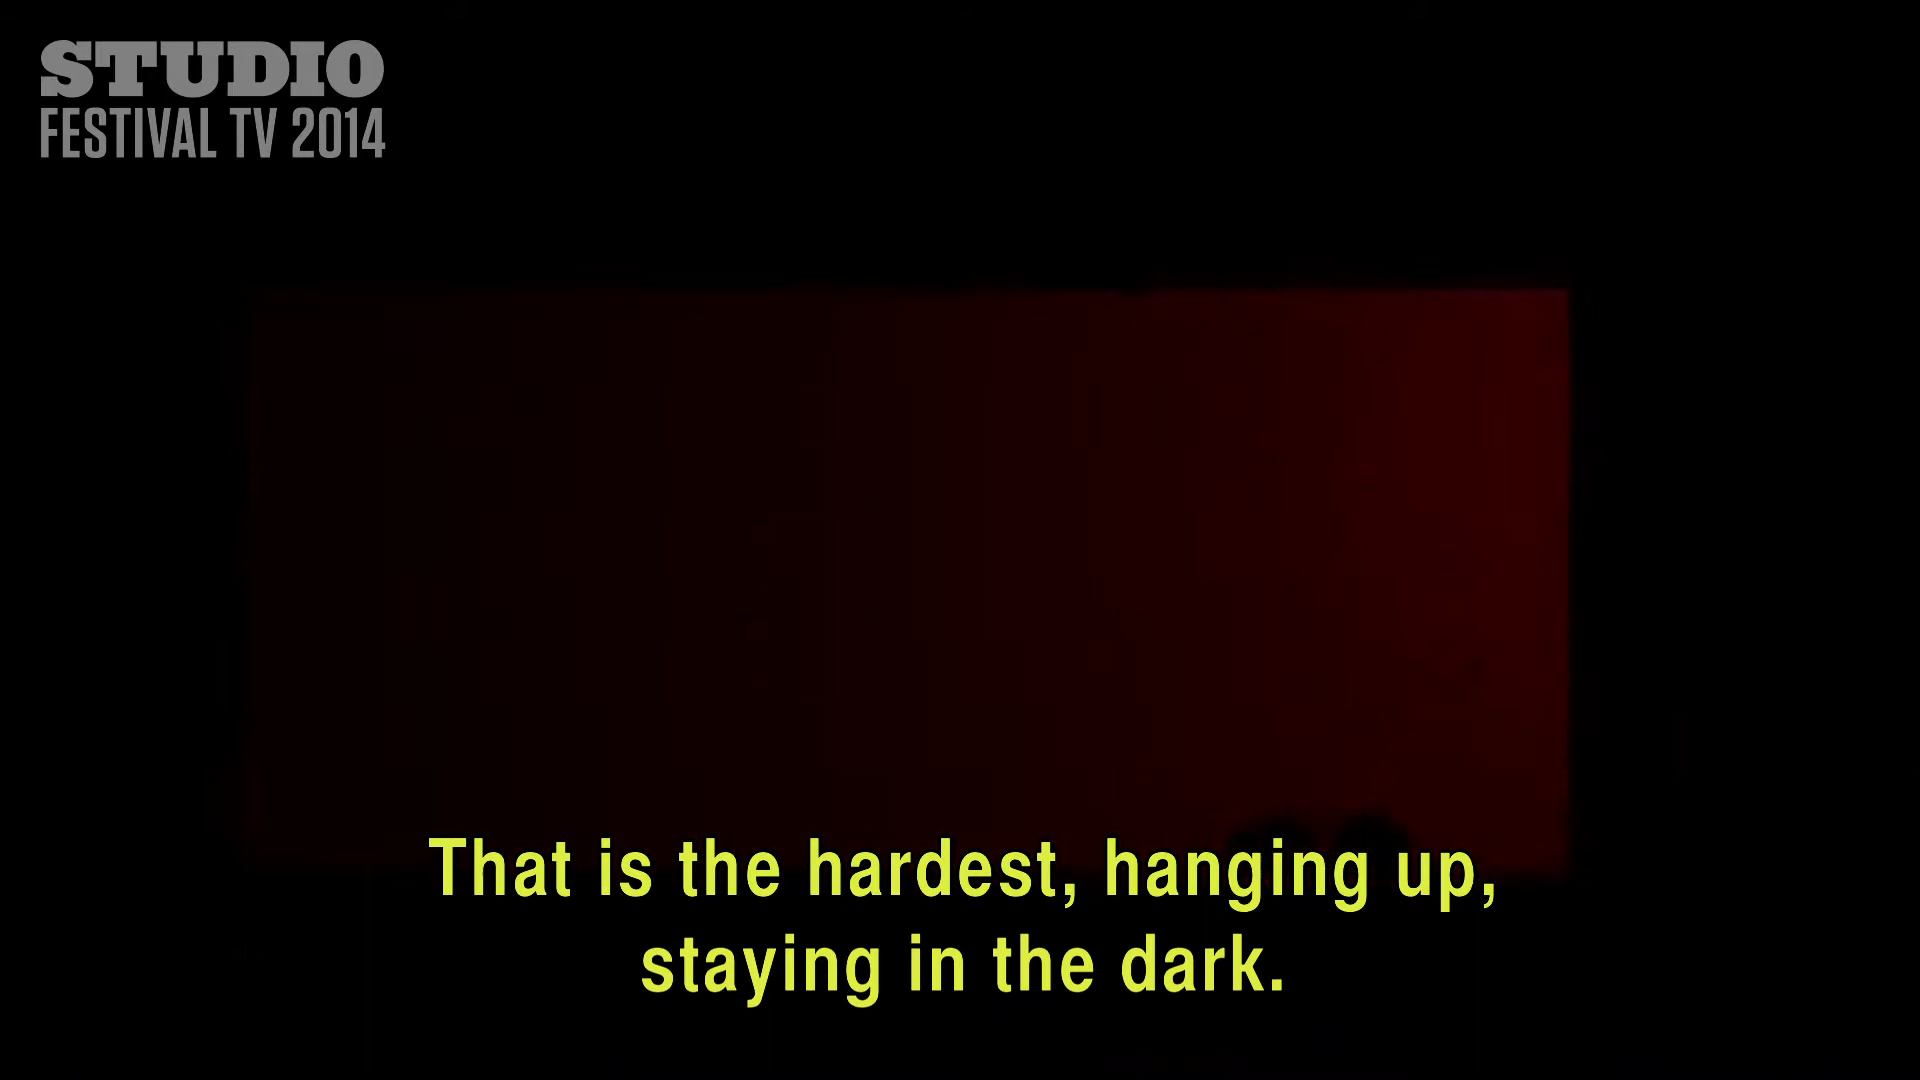 STUDIO
FESTIVAL TV 2014
That is the hardest, hanging up,
staying in the dark.